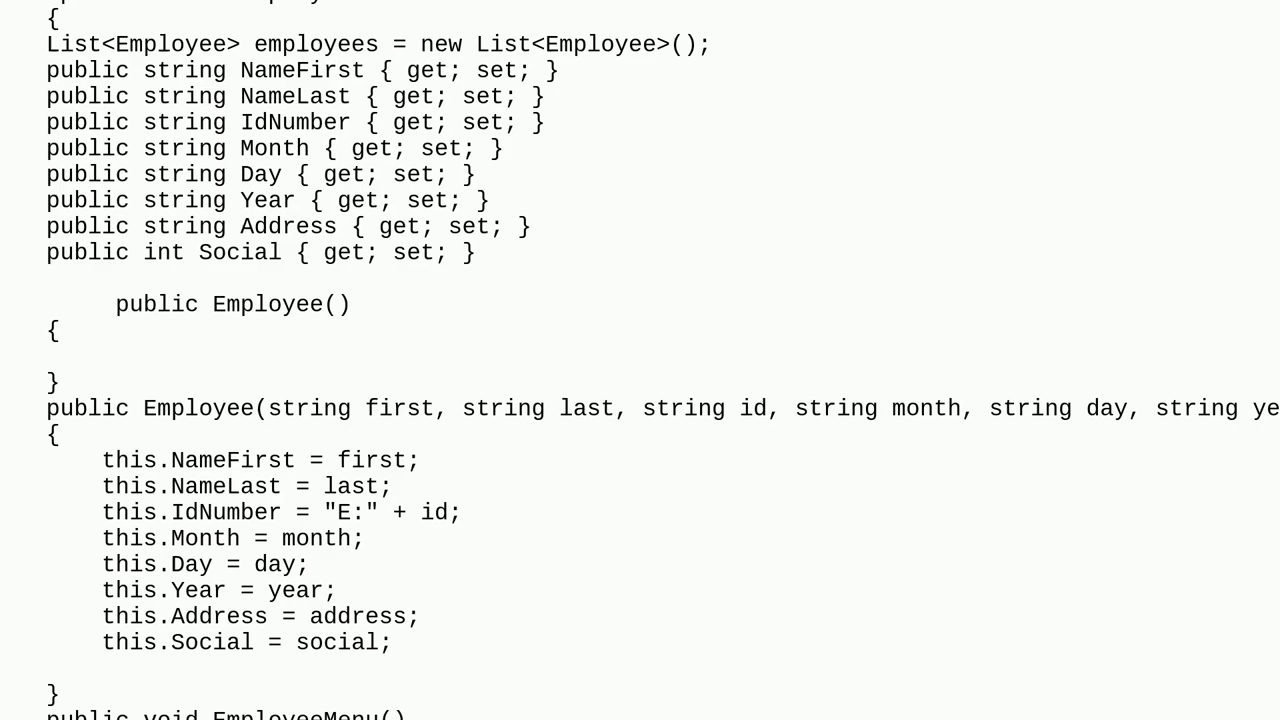 {
List<Employee> employees = new List<Employee>();
public string NameFirst { get; set; }
public string NameLast { get; set; }
public string IdNumber { get; set; }
public string Month { get; set; }
public string Day { get; set; }
public string Year { get; set; }
public string Address { get; set; }
public int Social { get; set; }
public Employee()
{
}
public Employee(string first, string last, string id, string month, string day, string ye
{
this.NameFirst = first;
this.NameLast = last;
this.IdNumber = "E:" + id;
this.Month = month;
this.Day = day;
this.Year = year;
this.Address = address;
this.Social = social;
}
public void EmployeeMenu()